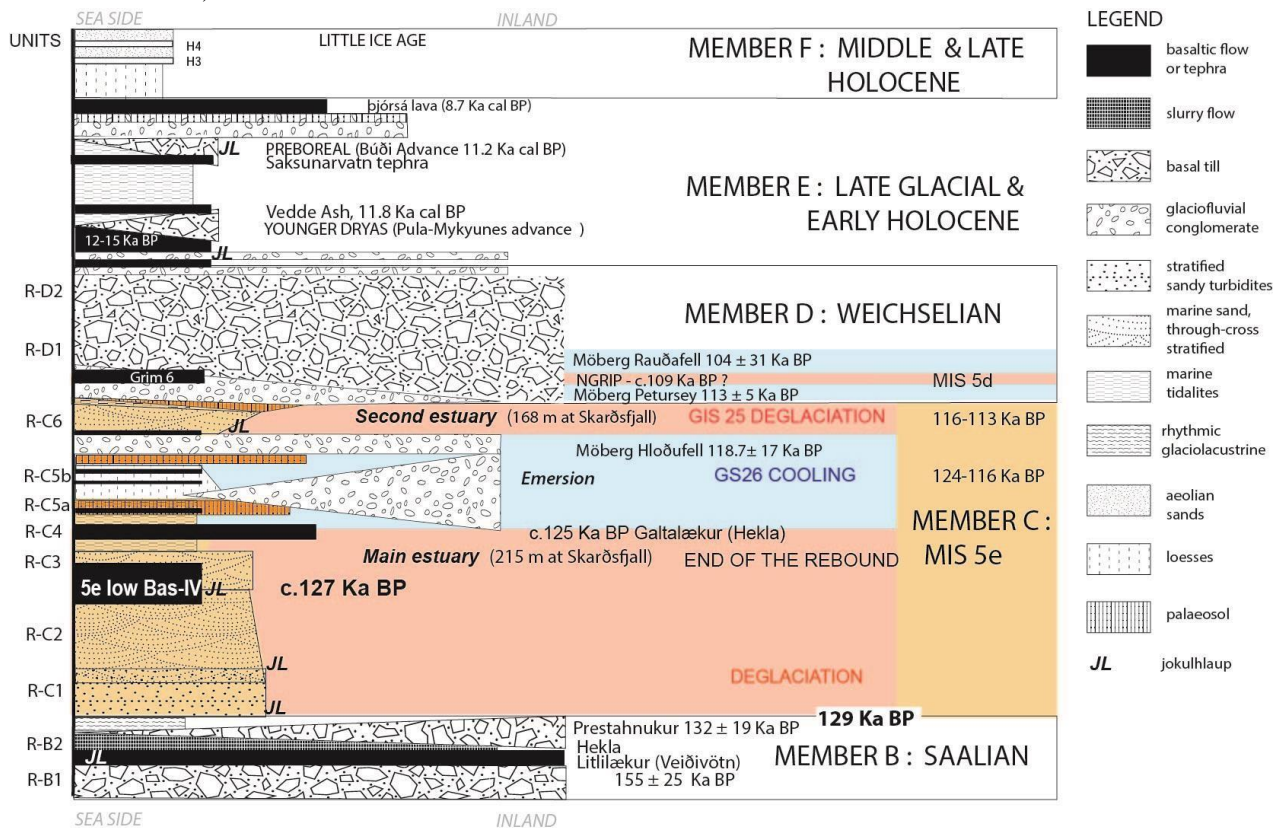 SEA SIDE
INLAND
UNITS
H4
H3
LITTLE ICE AGE
MEMBER F : MIDDLE & LATE
HOLOCENE
þjórsá lava (8.7 Ka cal BP)
JL
PREBOREAL (Búði Advance 11.2 Ka cal BP)
Saksunarvatn tephra
MEMBER E : LATE GLACIAL &
EARLY HOLOCENE
Vedde Ash, 11.8 Ka cal BP
YOUNGER DRYAS (Pula-Mykyunes advance )
12-15 Ka BP
JL
R-D2
MEMBER D : WEICHSELIAN
R-D1
Möberg Rauðafell 104 ± 31 Ka BP
Grim 6
NGRIP - c.109 Ka BP ?
MIS 5d
Möberg Petursey 113 ± 5 Ka BP
R-C6
JL
Second estuary (168 m at Skarðsfjall)
GIS 25 DEGLACIATION
116-113 Ka BP
Möberg Hloðufell 118.7± 17 Ka BP
R-C5b
Emersion
GS26 COOLING
124-116 Ka BP
R-C5a
MEMBER C :
MIS 5e
R-C4
c.125 Ka BP Galtalækur (Hekla)
R-C3
Main estuary (215 m at Skarðsfjall)
END OF THE REBOUND
5e low Bas-IV
JL
c.127 Ka BP
R-C2
JL
DEGLACIATION
R-C1
JL
129 Ka BP
Prestahnukur 132 ± 19 Ka BP
R-B2
Hekla
MEMBER B : SAALIAN
JL
Litlilækur (Veiðivötn)
R-B1
155 ± 25 Ka BP
SEA SIDE
INLAND
LEGEND
basaltic flow
or tephra
slurry flow
basal till
glaciofluvial
conglomerate
stratified
sandy turbidites
marine sand,
through-cross
stratified
marine
tidalites
rhythmic
glaciolacustrine
aeolian
sands
loesses
palaeosol
JL
jokulhlaup